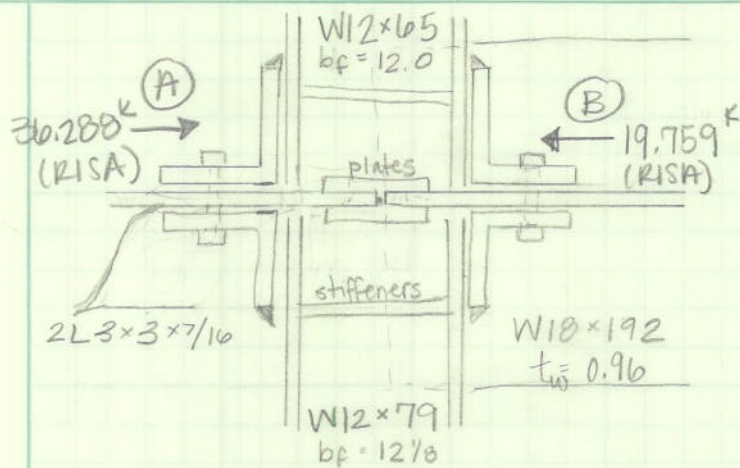 W12×65
bf = 12.0
A
36.288ᴷ
(RISA)
B
19.759ᴷ
(RISA)
plates
stiffeners
2L3×3×7/16
W18×192
tw = 0.96
W12×79
bf = 12 1/8